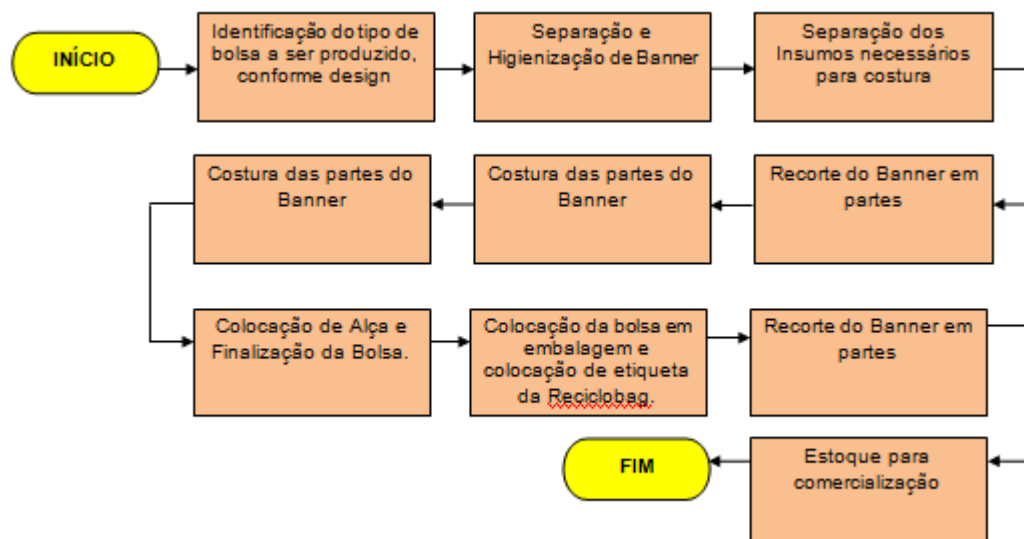 INÍCIO
Identificação do tipo de
bolsa a ser produzido,
conforme design
Separação e
Higienização de Banner
Separação dos
Insumos necessários
para costura
Recorte do Banner em
partes
Costura das partes do
Banner
Costura das partes do
Banner
Colocação de Alça e
Finalização da Bolsa.
Colocação da bolsa em
embalagem e
colocação de etiqueta
da Reciclobag.
Recorte do Banner em
partes
Estoque para
comercialização
FIM